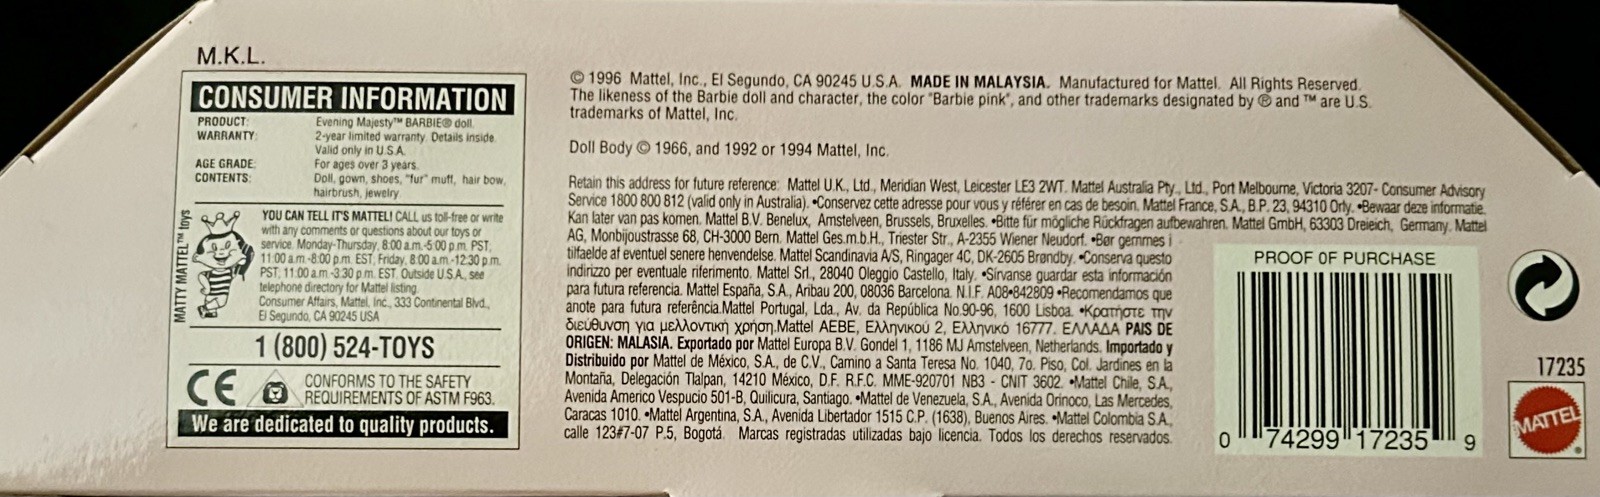 M.K.L.
CONSUMER INFORMATION
PRODUCT: Evening Majesty™ BARBIE® doll.
WARRANTY: 2-year limited warranty. Details inside.
Valid only in U.S.A.
AGE GRADE: For ages over 3 years.
CONTENTS: Doll, gown, shoes, "fur" muff, hair bow,
hairbrush, jewelry.
MATTY MATTEL™ toys
YOU CAN TELL IT'S MATTEL! CALL us toll-free or write
with any comments or questions about our toys or
service. Monday-Thursday, 8:00 a.m.-5:00 p.m. PST,
11:00 a.m.-8:00 p.m. EST; Friday, 8:00 a.m.-12:30 p.m.
PST, 11:00 a.m.-3:30 p.m. EST. Outside U.S.A., see
telephone directory for Mattel listing.
Consumer Affairs, Mattel, Inc., 333 Continental Blvd.,
El Segundo, CA 90245 USA
1 (800) 524-TOYS
CE
CONFORMS TO THE SAFETY
REQUIREMENTS OF ASTM F963.
We are dedicated to quality products.
© 1996 Mattel, Inc., El Segundo, CA 90245 U.S.A. MADE IN MALAYSIA. Manufactured for Mattel. All Rights Reserved.
The likeness of the Barbie doll and character, the color "Barbie pink", and other trademarks designated by ® and ™ are U.S.
trademarks of Mattel, Inc.
Doll Body © 1966, and 1992 or 1994 Mattel, Inc.
Retain this address for future reference: Mattel U.K., Ltd., Meridian West, Leicester LE3 2WT. Mattel Australia Pty., Ltd., Port Melbourne, Victoria 3207- Consumer Advisory
Service 1800 800 812 (valid only in Australia). •Conservez cette adresse pour vous y référer en cas de besoin. Mattel France, S.A., B.P. 23, 94310 Orly. •Bewaar deze informatie.
Kan later van pas komen. Mattel B.V. Benelux, Amstelveen, Brussels, Bruxelles. •Bitte für mögliche Rückfragen aufbewahren. Mattel GmbH, 63303 Dreieich, Germany. Mattel
AG, Monbijoustrasse 68, CH-3000 Bern. Mattel Ges.m.b.H., Triester Str., A-2355 Wiener Neudorf. •Bør gemmes i
tilfaelde af eventuel senere henvendelse. Mattel Scandinavia A/S, Ringager 4C, DK-2605 Brøndby. •Conserva questo
indirizzo per eventuale riferimento. Mattel Srl., 28040 Oleggio Castello, Italy. •Sírvanse guardar esta información
para futura referencia. Mattel España, S.A., Aribau 200, 08036 Barcelona. N.I.F. A08•842809 •Recomendamos que
anote para futura referência.Mattel Portugal, Lda., Av. da República No.90-96, 1600 Lisboa. •Κρατήστε την
διεύθυνση για μελλοντική χρήση.Mattel AEBE, Ελληνικού 2, Ελληνικό 16777. ΕΛΛΑΔΑ PAIS DE
ORIGEN: MALASIA. Exportado por Mattel Europa B.V. Gondel 1, 1186 MJ Amstelveen, Netherlands. Importado y
Distribuido por Mattel de México, S.A., de C.V., Camino a Santa Teresa No. 1040, 7o. Piso, Col. Jardines en la
Montaña, Delegación Tlalpan, 14210 México, D.F. R.F.C. MME-920701 NB3 - CNIT 3602. •Mattel Chile, S.A.,
Avenida Americo Vespucio 501-B, Quilicura, Santiago. •Mattel de Venezuela, S.A., Avenida Orinoco, Las Mercedes,
Caracas 1010. •Mattel Argentina, S.A., Avenida Libertador 1515 C.P. (1638), Buenos Aires. •Mattel Colombia S.A.,
calle 123#7-07 P.5, Bogotá. Marcas registradas utilizadas bajo licencia. Todos los derechos reservados.
PROOF OF PURCHASE
0 74299 17235 9
17235
MATTEL